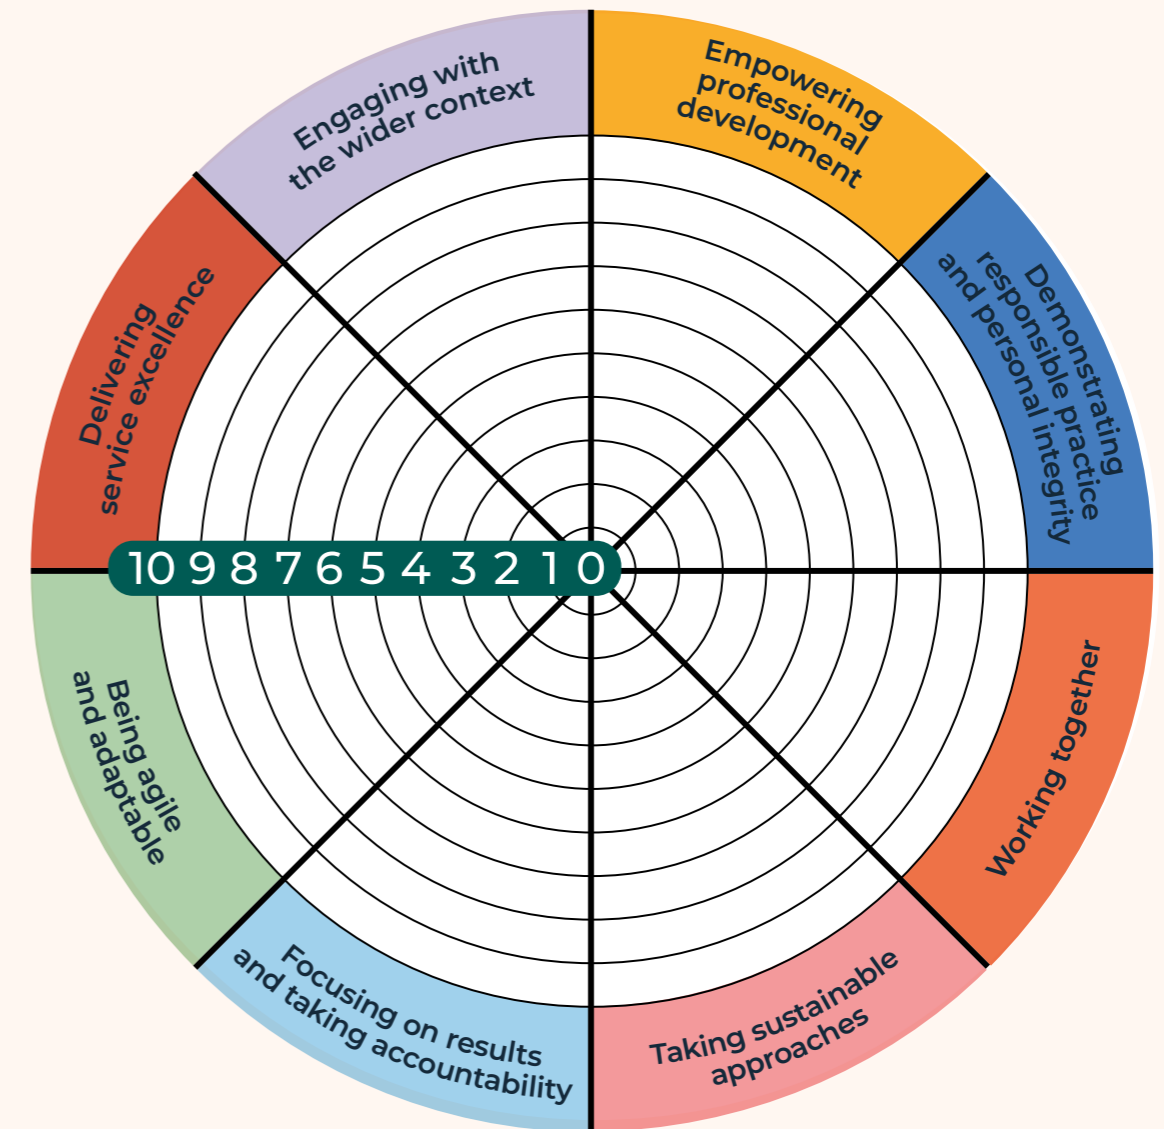 Engaging with
the wider context
Empowering
professional
development
Demonstrating
responsible practice
and personal integrity
Working together
Taking sustainable
approaches
Focusing on results
and taking accountability
Being agile
and adaptable
Delivering
service excellence
10 9 8 7 6 5 4 3 2 1 0